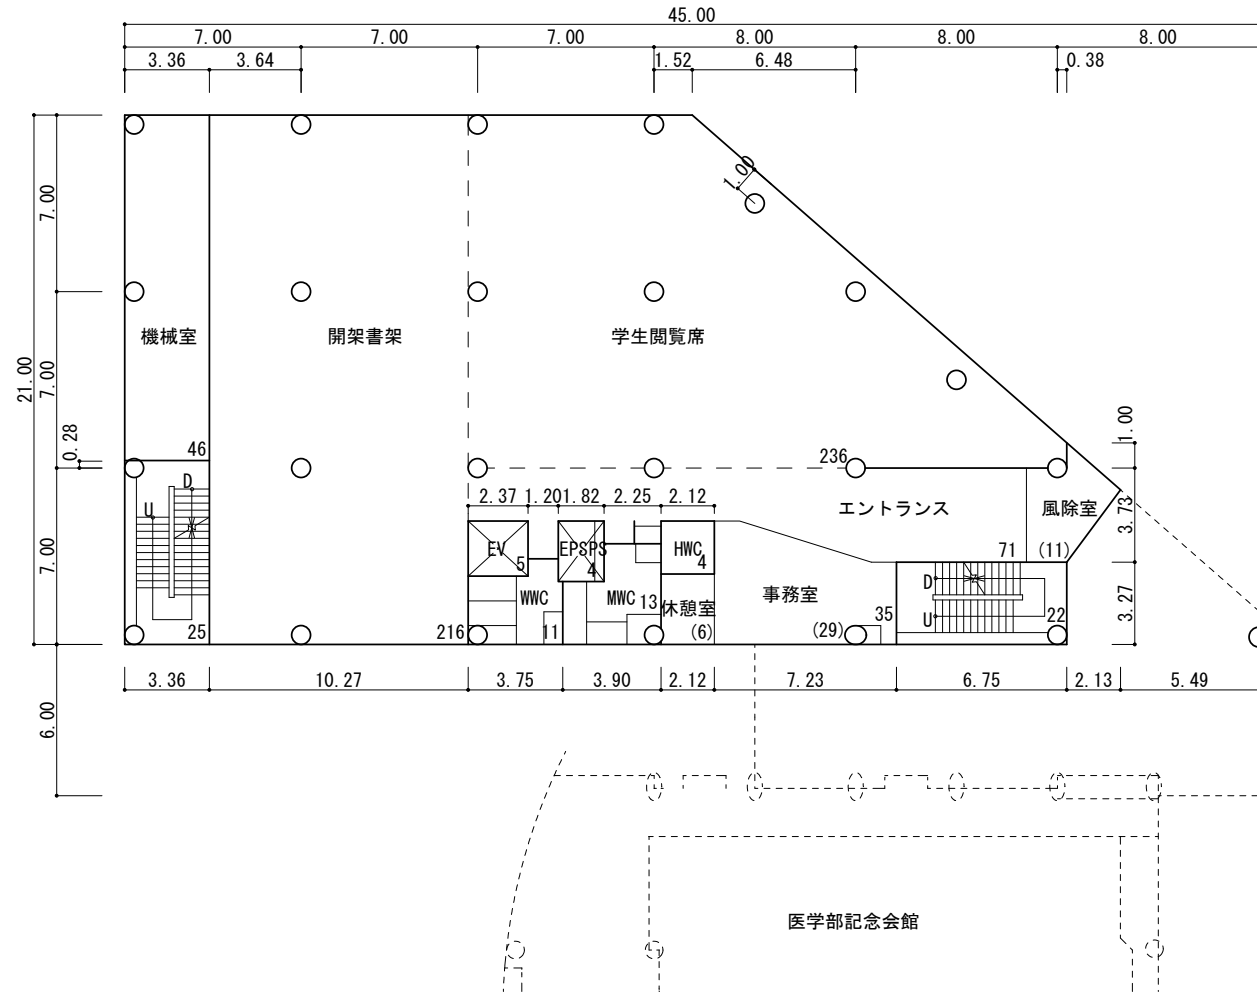 45.00
7.00 7.00 7.00 8.00 8.00 8.00
3.36 3.64 1.52 6.48 0.38
1.00
7.00
機械室 開架書架 学生閲覧席
21.00 7.00
1.00
0.28 46 236
D U
2.37 1.20 1.82 2.25 2.12
エントランス 風除室 3.73
EV 5 EPS PS 4 HWC 4 71 (11)
7.00
WWC MWC 13 休憩室 事務室 D U
3.27
25 216 11 (6) (29) 35 22
3.36 10.27 3.75 3.90 2.12 7.23 6.75 2.13 5.49
6.00
医学部記念会館